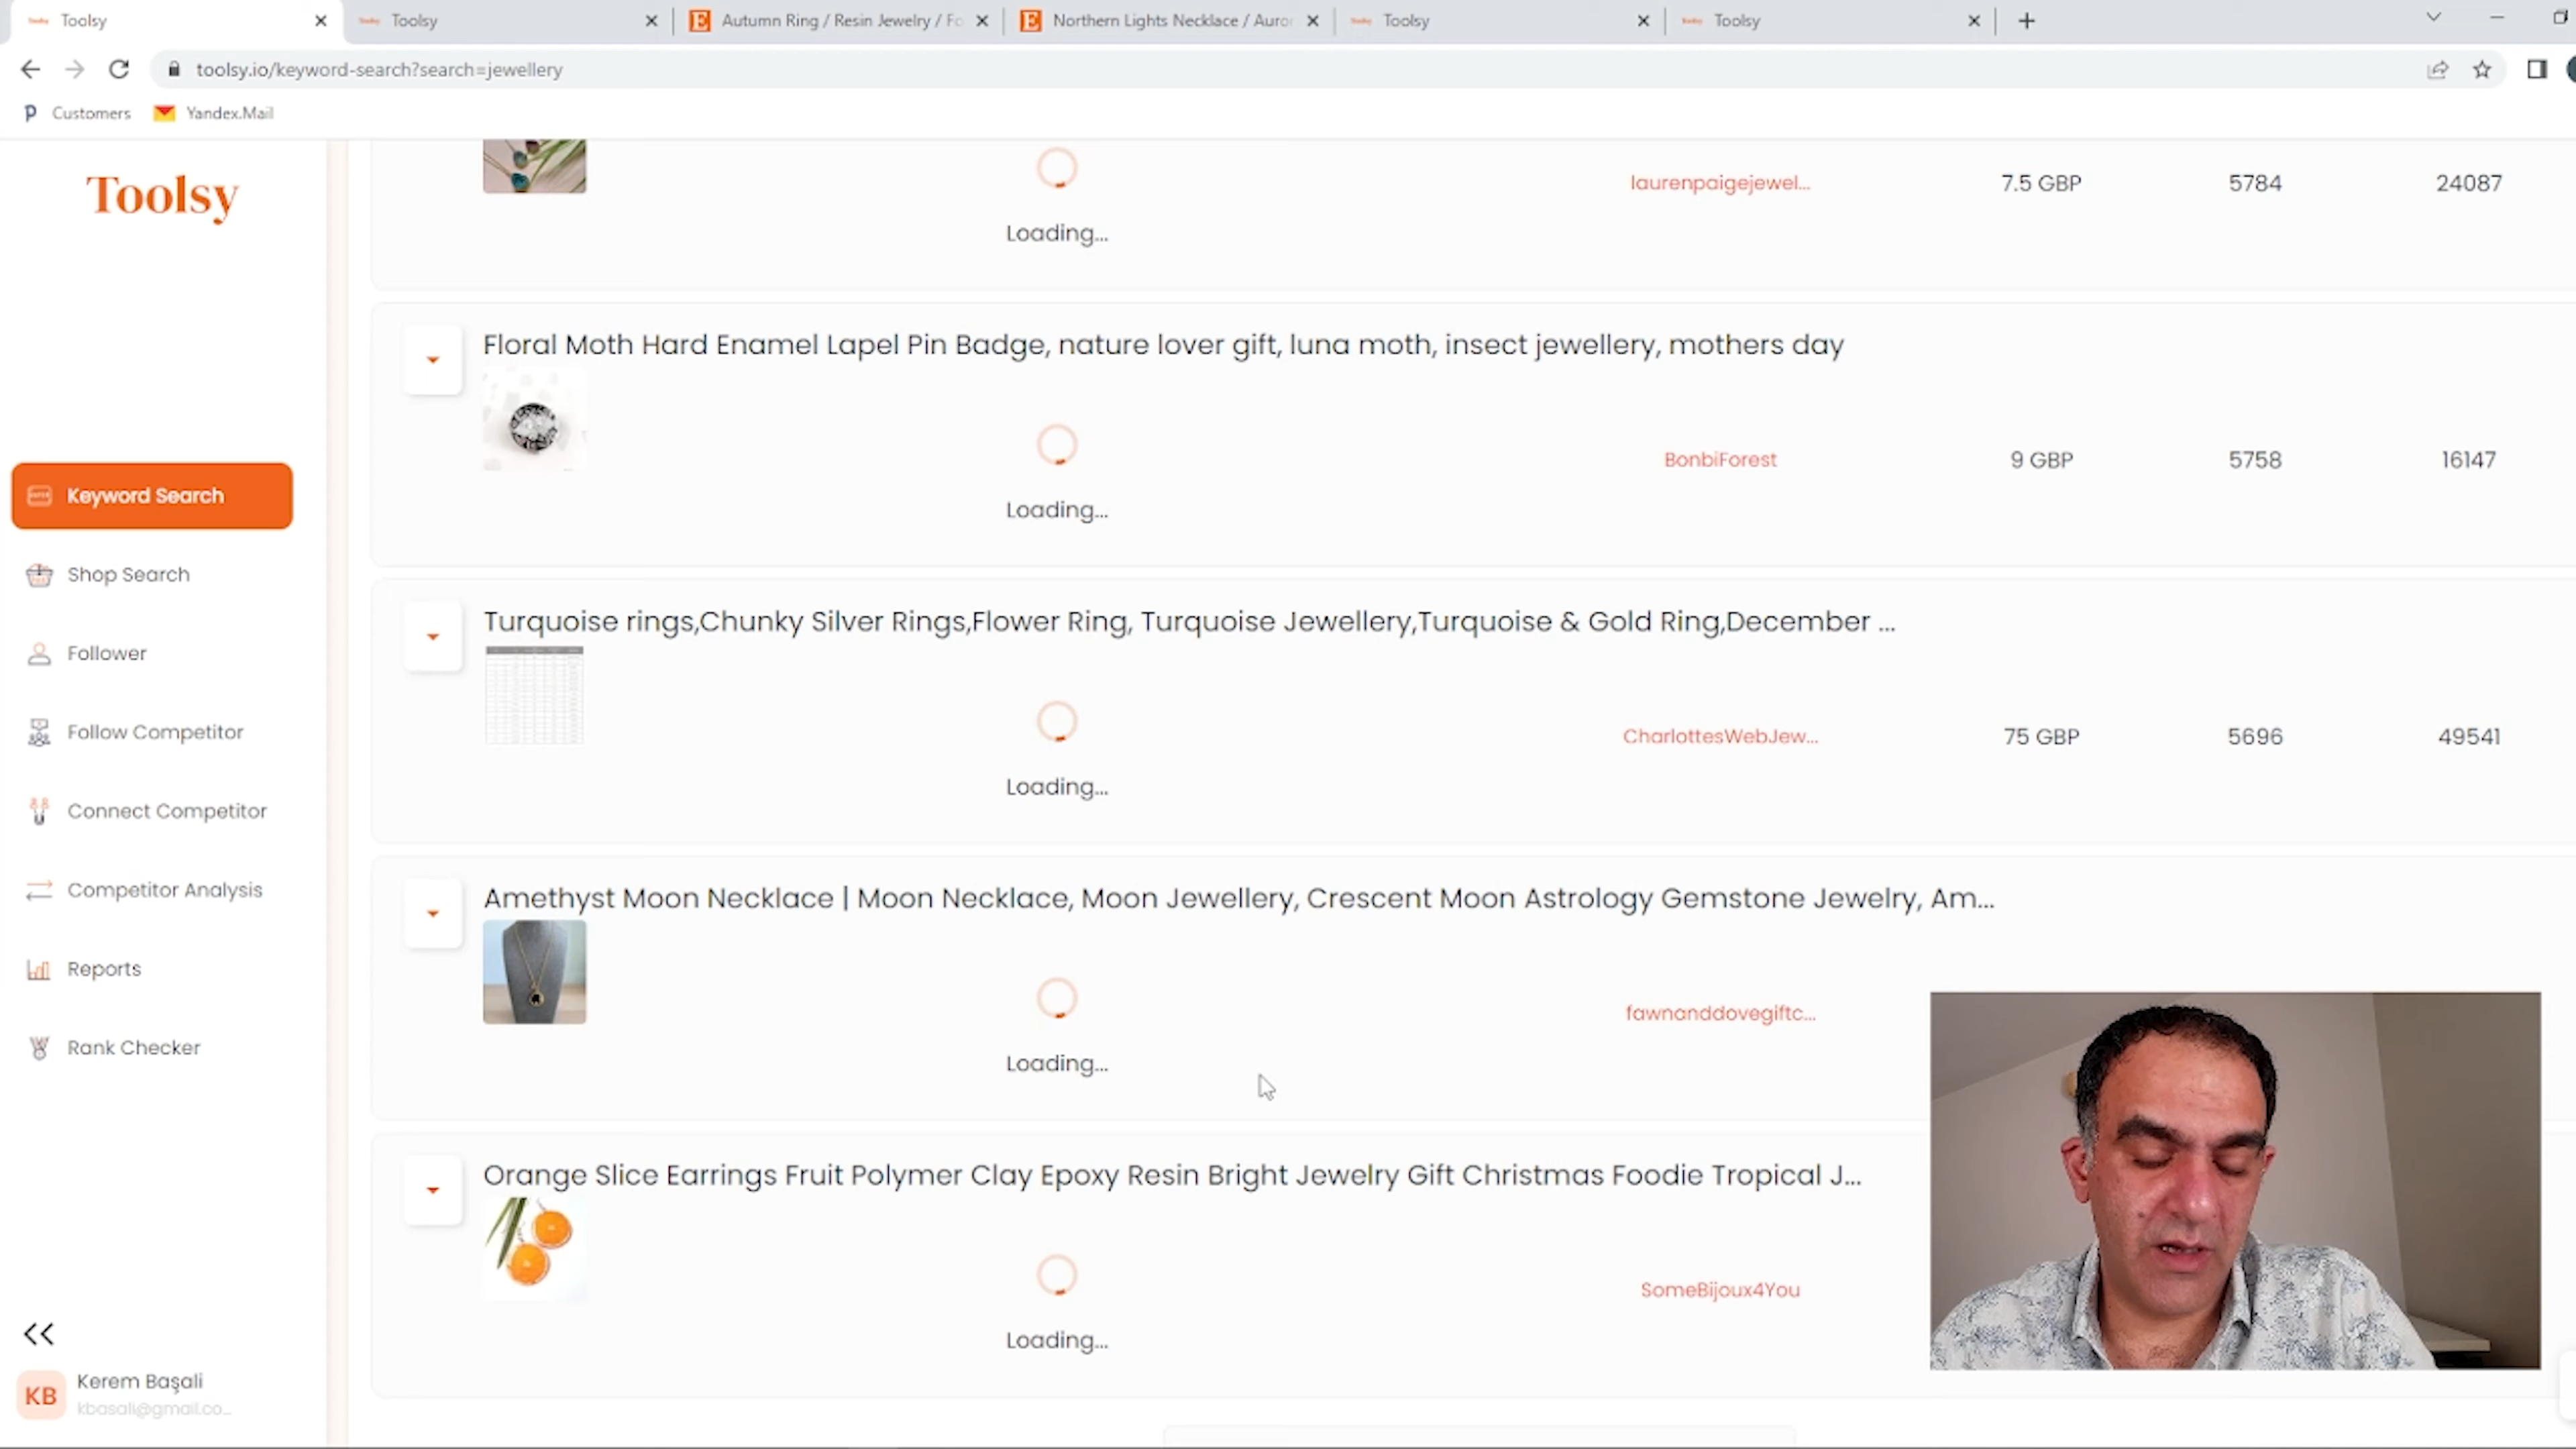 Toolsy
Toolsy
Autumn Ring / Resin Jewelry / Fo
Northern Lights Necklace / Auror
Toolsy
Toolsy
toolsy.io/keyword-search?search=jewellery
Customers
Yandex.Mail
Toolsy
Keyword Search
Shop Search
Follower
Follow Competitor
Connect Competitor
Competitor Analysis
Reports
Rank Checker
KB
Kerem Başali
kbasali@gmail.co...
Loading...
laurenpaigejewel...
7.5 GBP
5784
24087
Floral Moth Hard Enamel Lapel Pin Badge, nature lover gift, luna moth, insect jewellery, mothers day
Loading...
BonbiForest
9 GBP
5758
16147
Turquoise rings,Chunky Silver Rings,Flower Ring, Turquoise Jewellery,Turquoise & Gold Ring,December ...
Loading...
CharlottesWebJew...
75 GBP
5696
49541
Amethyst Moon Necklace | Moon Necklace, Moon Jewellery, Crescent Moon Astrology Gemstone Jewelry, Am...
Loading...
fawnanddovegiftc...
Orange Slice Earrings Fruit Polymer Clay Epoxy Resin Bright Jewelry Gift Christmas Foodie Tropical J...
Loading...
SomeBijoux4You